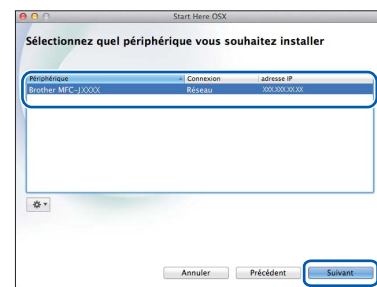 Start Here OSX
Sélectionnez quel périphérique vous souhaitez installer
Périphérique Connexion adresse IP
Brother MFC-JXXXX Réseau XXX.XXX.XX.XX
Annuler Précédent Suivant